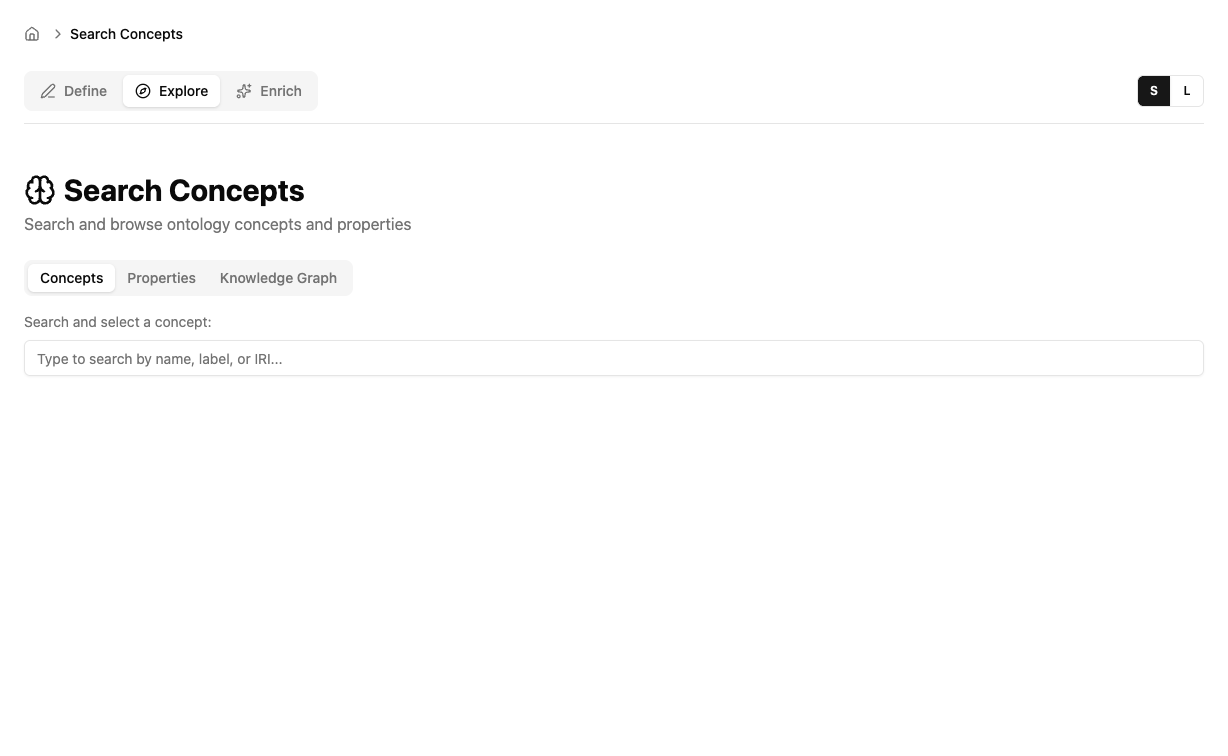 Search Concepts
Define Explore Enrich S L
Search Concepts
Search and browse ontology concepts and properties
Concepts Properties Knowledge Graph
Search and select a concept:
Type to search by name, label, or IRI...